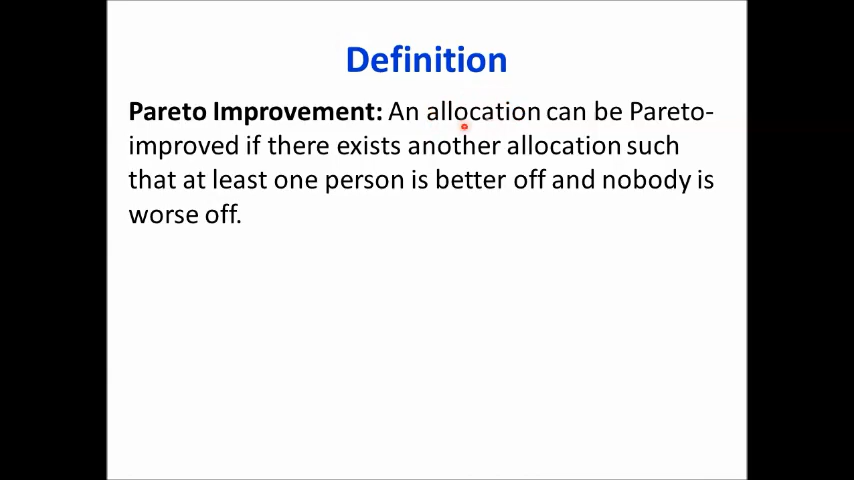 Definition
Pareto Improvement: An allocation can be Pareto-
improved if there exists another allocation such
that at least one person is better off and nobody is
worse off.